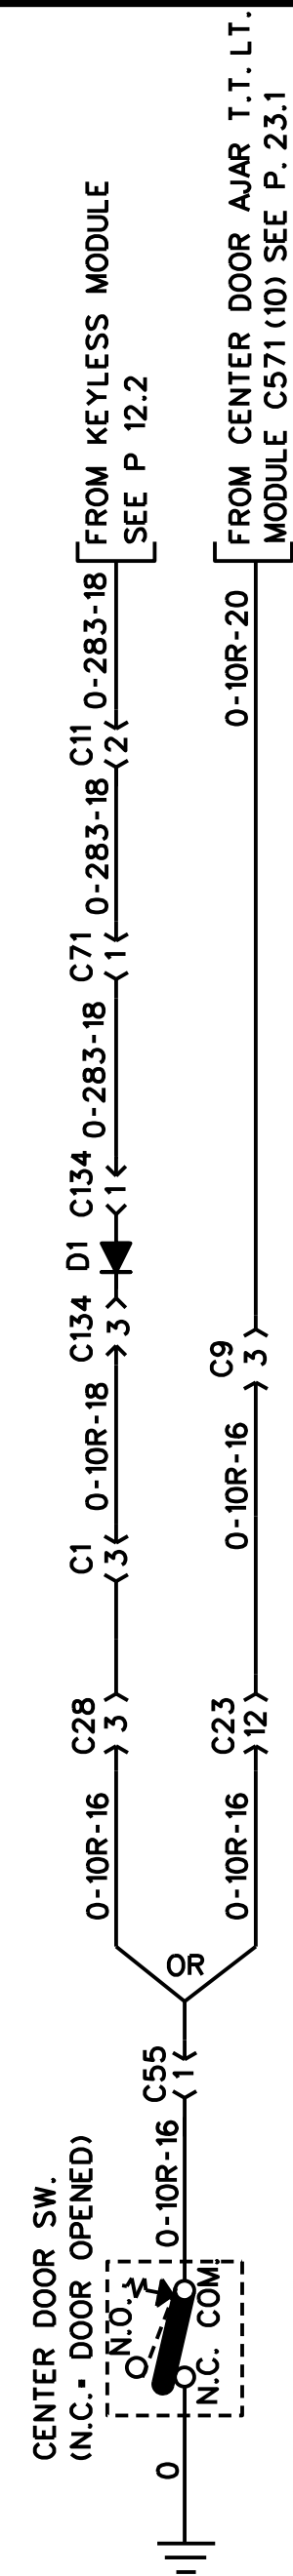 CENTER DOOR SW.
(N.C.= DOOR OPENED)
N.O.
N.C. COM.
0
0-10R-16
C55
1
OR
0-10R-16
C28
3
C1
3
0-10R-18
C134
3
D1
C134
1
0-283-18
C71
1
0-283-18
C11
2
0-283-18
FROM KEYLESS MODULE
SEE P 12.2
0-10R-16
C23
12
0-10R-16
C9
3
0-10R-20
FROM CENTER DOOR AJAR T.T. LT.
MODULE C571 (10) SEE P. 23.1